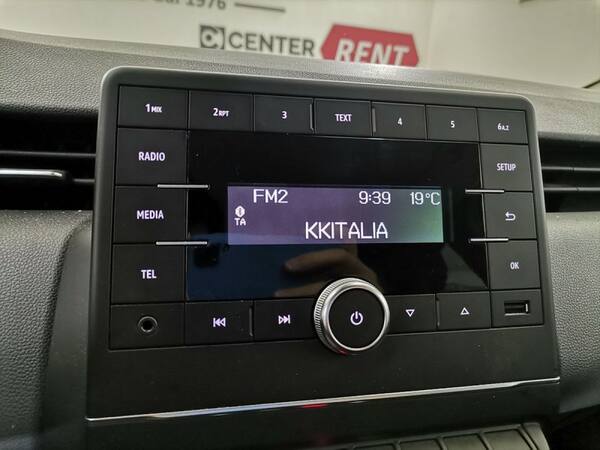 1976
CENTER RENT
1 MIX 2 RPT 3 TEXT 4 5 6 A.Z
RADIO SETUP
FM2 9:39 19°C
MEDIA TA
KKITALIA
TEL OK